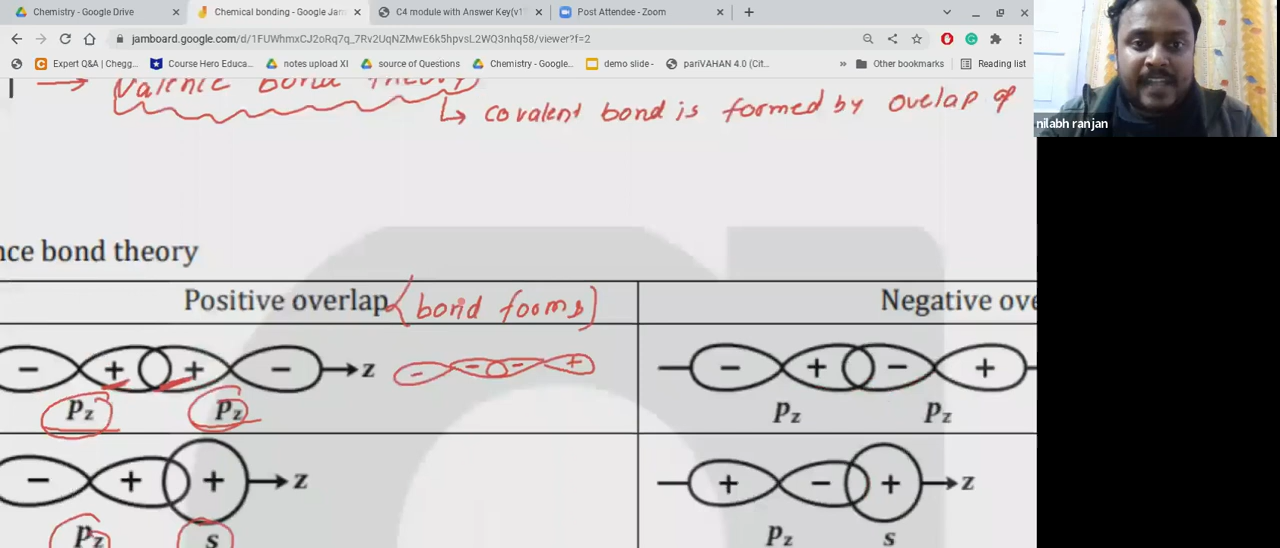 Chemistry - Google Drive
Chemical bonding - Google Jam
C4 module with Answer Key(v1
Post Attendee - Zoom
jamboard.google.com/d/1FUWhmxCJ2oRq7q_7Rv2UqNZMwE6k5hpvsL2WQ3nhq58/viewer?f=2
Expert Q&A | Chegg...
Course Hero Educa...
notes upload XI
source of Questions
Chemistry - Google...
demo slide -
pariVAHAN 4.0 (Cit...
»
Other bookmarks
Reading list
nilabh ranjan
→ Valence bond theory
↳ covalent bond is formed by overlap of
nce bond theory
Positive overlap (bond forms)
Negative ove
- + + - → z
- - - +
- + - +
pz pz
pz pz
- + + → z
+ - + → z
pz s
pz s